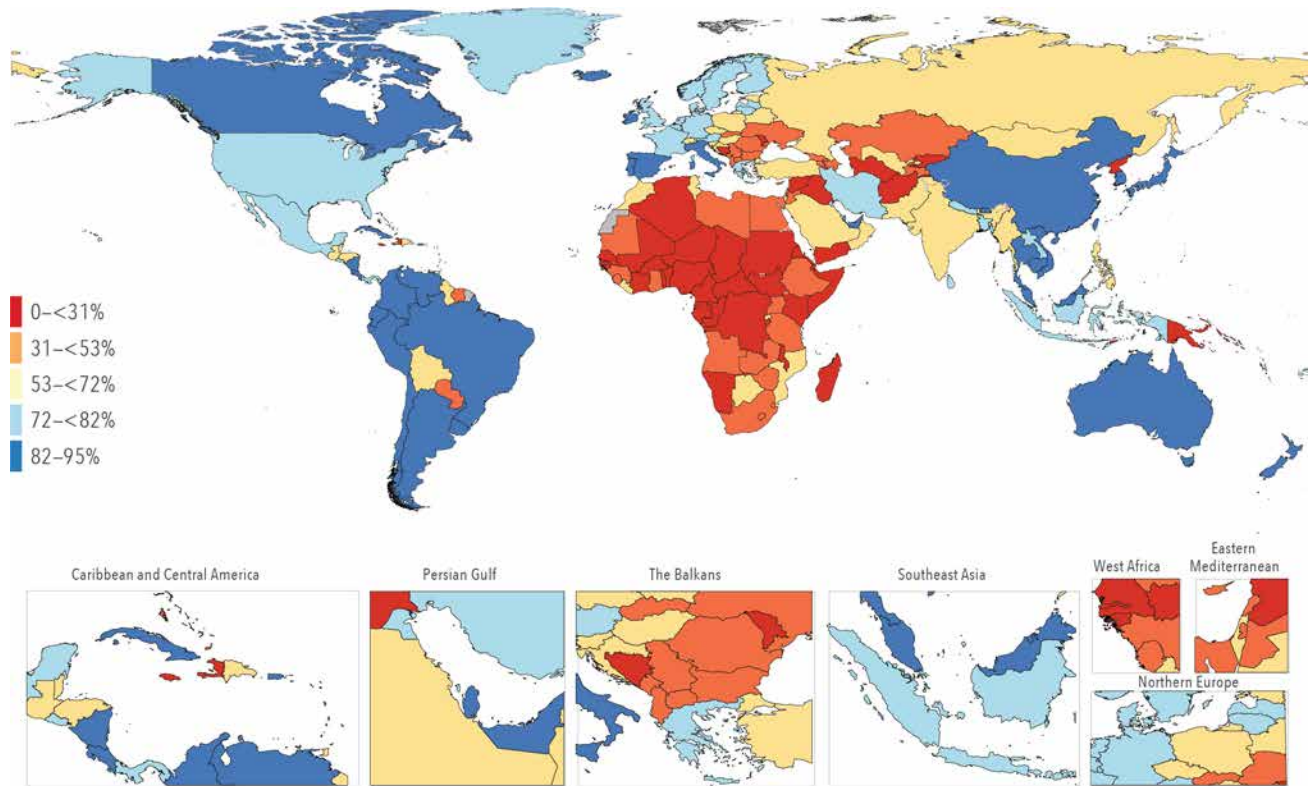 0–<31%
31–<53%
53–<72%
72–<82%
82–95%
Caribbean and Central America
Persian Gulf
The Balkans
Southeast Asia
West Africa
Eastern
Mediterranean
Northern Europe